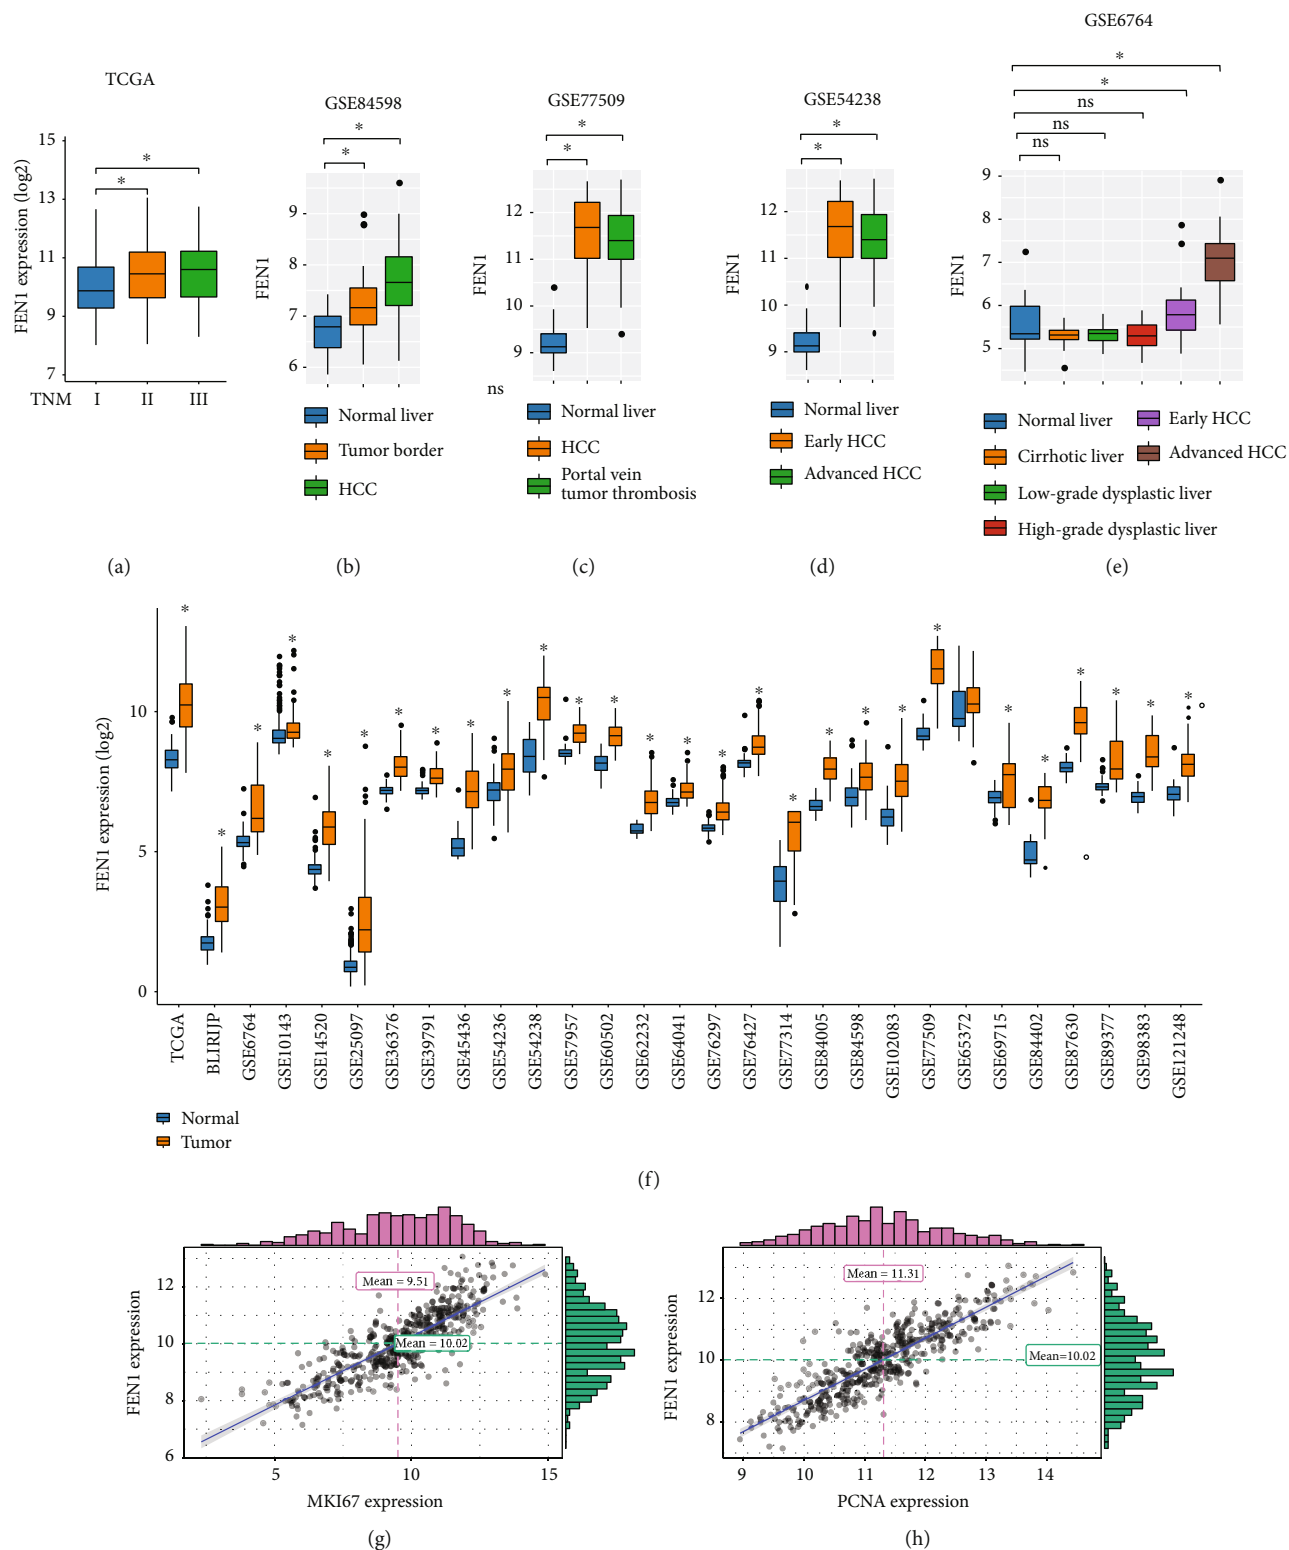 TCGA
FEN1 expression (log2)
15
13
11
9
7
*
*
TNM I II III
(a)
GSE84598
*
*
FEN1
9
8
7
6
Normal liver
Tumor border
HCC
(b)
GSE77509
*
*
FEN1
12
11
10
9
ns
Normal liver
HCC
Portal vein
tumor thrombosis
(c)
GSE54238
*
*
FEN1
12
11
10
9
Normal liver
Early HCC
Advanced HCC
(d)
GSE6764
*
*
ns
ns
ns
FEN1
9
8
7
6
5
Normal liver
Cirrhotic liver
Low-grade dysplastic liver
High-grade dysplastic liver
Early HCC
Advanced HCC
(e)
FEN1 expression (log2)
10
5
0
* * * * * * * * * * * * * * * * * * * * * * * * * * * *
TCGA
BLIRIJP
GSE6764
GSE10143
GSE14520
GSE25097
GSE36376
GSE39791
GSE45436
GSE54236
GSE54238
GSE57957
GSE60502
GSE62232
GSE64041
GSE76297
GSE76427
GSE77314
GSE84005
GSE84598
GSE102083
GSE77509
GSE65372
GSE69715
GSE84402
GSE87630
GSE89377
GSE98383
GSE121248
Normal
Tumor
(f)
FEN1 expression
12
10
8
6
Mean = 9.51
Mean = 10.02
5 10 15
MKI67 expression
(g)
FEN1 expression
12
10
8
Mean = 11.31
Mean=10.02
9 10 11 12 13 14
PCNA expression
(h)